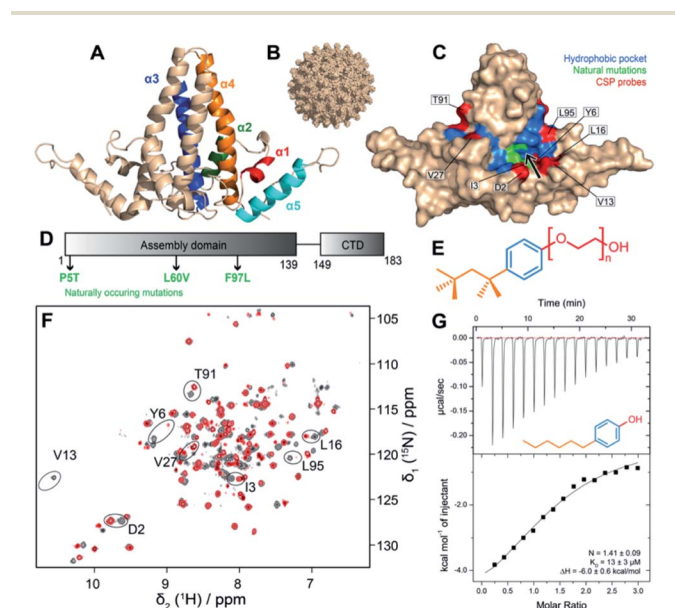 A
B
C
α3
α4
α2
α1
α5
Hydrophobic pocket
Natural mutations
CSP probes
T91
L95
Y6
L16
V27
I3
D2
V13
D
Assembly domain
CTD
1
139
149
183
P5T
L60V
F97L
Naturally occuring mutations
E
O
OH
n
F
105
110
115
120
125
130
δ₁ (¹⁵N) / ppm
T91
Y6
V13
V27
L16
L95
I3
D2
10
9
8
7
δ₂ (¹H) / ppm
G
Time (min)
0
10
20
30
0.00
-0.05
-0.10
-0.15
-0.20
µcal/sec
OH
-2.0
-4.0
kcal mol⁻¹ of injectant
N = 1.41 ± 0.09
K_D = 13 ± 3 µM
ΔH = -6.0 ± 0.6 kcal/mol
0.0
0.5
1.0
1.5
2.0
2.5
3.0
Molar Ratio